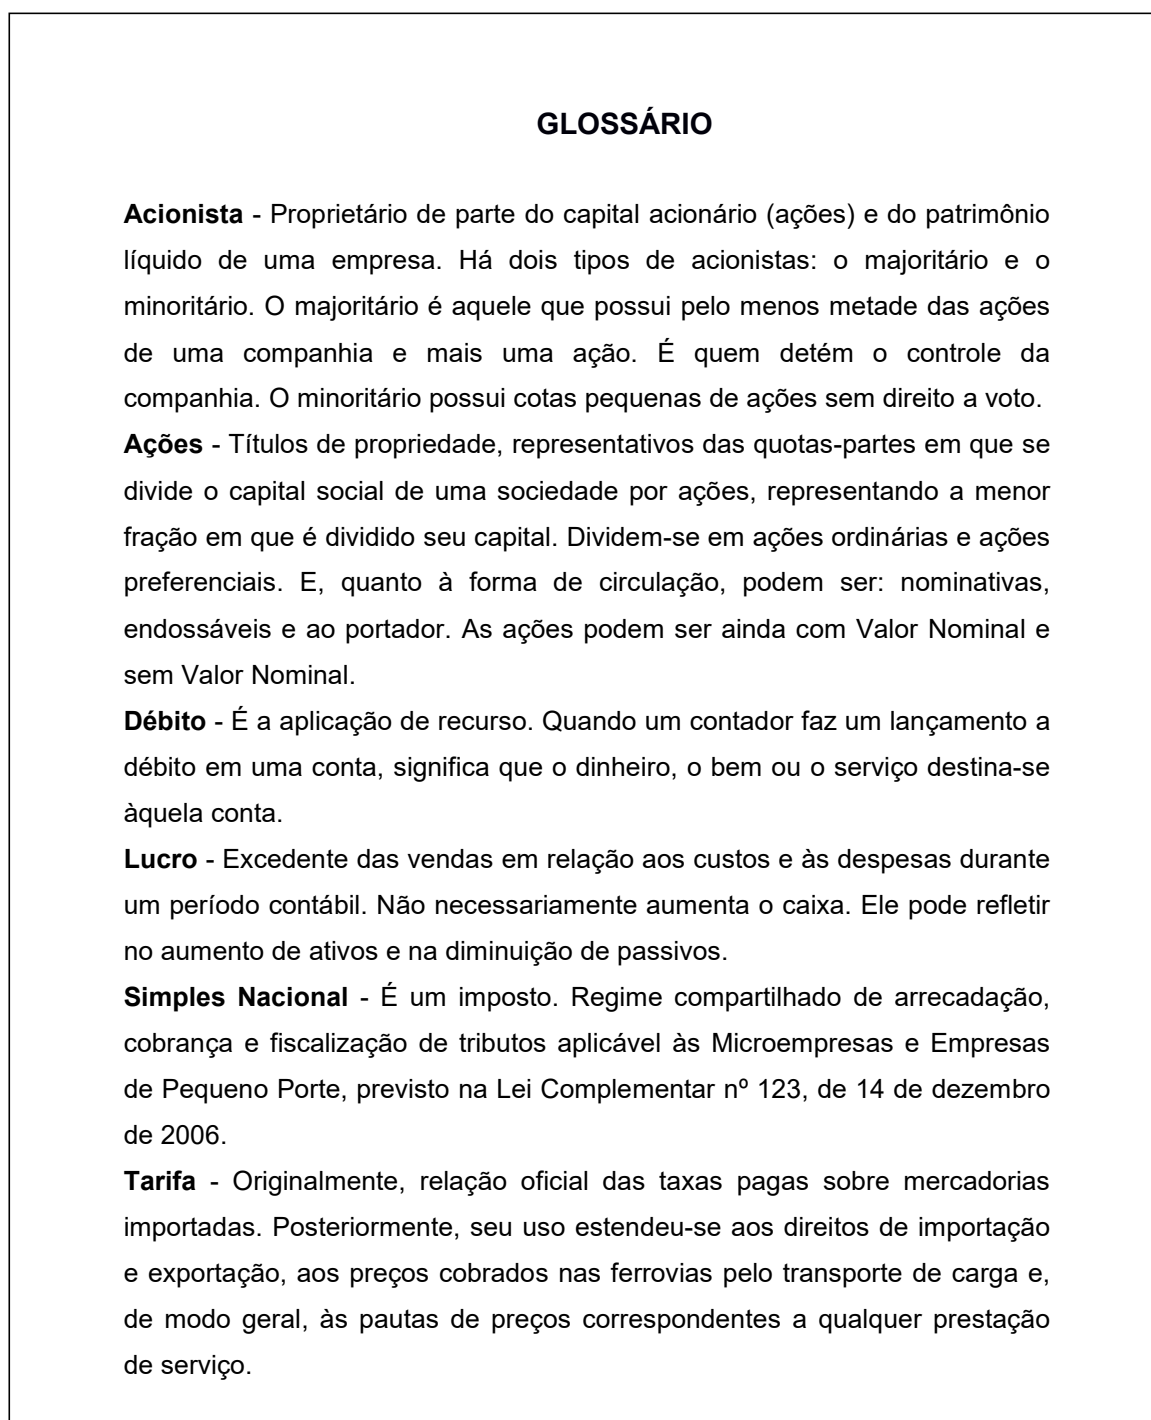 GLOSSÁRIO
Acionista - Proprietário de parte do capital acionário (ações) e do patrimônio
líquido de uma empresa. Há dois tipos de acionistas: o majoritário e o
minoritário. O majoritário é aquele que possui pelo menos metade das ações
de uma companhia e mais uma ação. É quem detém o controle da
companhia. O minoritário possui cotas pequenas de ações sem direito a voto.
Ações - Títulos de propriedade, representativos das quotas-partes em que se
divide o capital social de uma sociedade por ações, representando a menor
fração em que é dividido seu capital. Dividem-se em ações ordinárias e ações
preferenciais. E, quanto à forma de circulação, podem ser: nominativas,
endossáveis e ao portador. As ações podem ser ainda com Valor Nominal e
sem Valor Nominal.
Débito - É a aplicação de recurso. Quando um contador faz um lançamento a
débito em uma conta, significa que o dinheiro, o bem ou o serviço destina-se
àquela conta.
Lucro - Excedente das vendas em relação aos custos e às despesas durante
um período contábil. Não necessariamente aumenta o caixa. Ele pode refletir
no aumento de ativos e na diminuição de passivos.
Simples Nacional - É um imposto. Regime compartilhado de arrecadação,
cobrança e fiscalização de tributos aplicável às Microempresas e Empresas
de Pequeno Porte, previsto na Lei Complementar nº 123, de 14 de dezembro
de 2006.
Tarifa - Originalmente, relação oficial das taxas pagas sobre mercadorias
importadas. Posteriormente, seu uso estendeu-se aos direitos de importação
e exportação, aos preços cobrados nas ferrovias pelo transporte de carga e,
de modo geral, às pautas de preços correspondentes a qualquer prestação
de serviço.